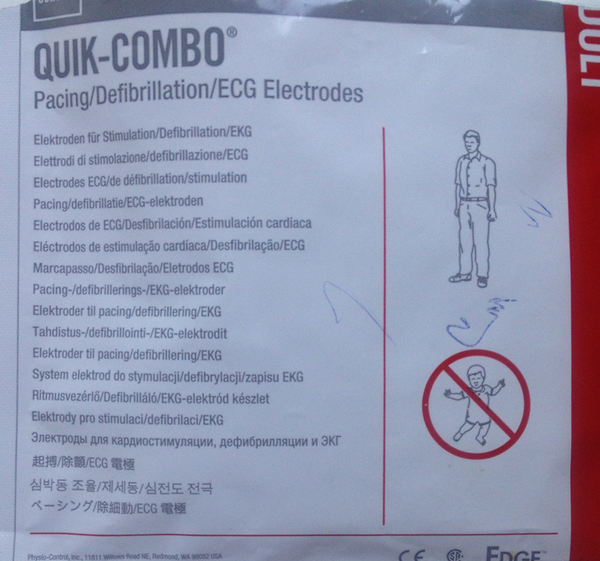 QUIK-COMBO®
Pacing/Defibrillation/ECG Electrodes
Elektroden für Stimulation/Defibrillation/EKG
Elettrodi di stimolazione/defibrillazione/ECG
Electrodes ECG/de défibrillation/stimulation
Pacing/defibrillatie/ECG-elektroden
Electrodos de ECG/Desfibrilación/Estimulación cardiaca
Eléctrodos de estimulação cardíaca/Desfibrilação/ECG
Marcapasso/Desfibrilação/Eletrodos ECG
Pacing-/defibrillerings-/EKG-elektroder
Elektroder til pacing/defibrillering/EKG
Tahdistus-/defibrillointi-/EKG-elektrodit
Elektroder til pacing/defibrillering/EKG
System elektrod do stymulacji/defibrylacji/zapisu EKG
Ritmusvezérlő/Defibrilláló/EKG-elektród készlet
Elektrody pro stimulaci/defibrilaci/EKG
Электроды для кардиостимуляции, дефибрилляции и ЭКГ
起搏/除顫/ECG 電極
심박동 조율/제세동/심전도 전극
ペーシング/除細動/ECG 電極
Physio-Control, Inc., 11811 Willows Road NE, Redmond, WA 98052 USA
CE
EDGE